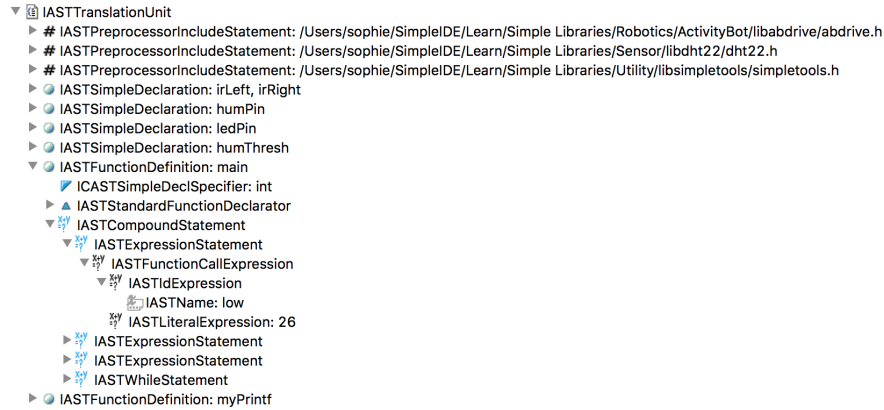 IASTTranslationUnit
IASTPreprocessorIncludeStatement: /Users/sophie/SimpleIDE/Learn/Simple Libraries/Robotics/ActivityBot/libabdrive/abdrive.h
IASTPreprocessorIncludeStatement: /Users/sophie/SimpleIDE/Learn/Simple Libraries/Sensor/libdht22/dht22.h
IASTPreprocessorIncludeStatement: /Users/sophie/SimpleIDE/Learn/Simple Libraries/Utility/libsimpletools/simpletools.h
IASTSimpleDeclaration: irLeft, irRight
IASTSimpleDeclaration: humPin
IASTSimpleDeclaration: ledPin
IASTSimpleDeclaration: humThresh
IASTFunctionDefinition: main
ICASTSimpleDeclSpecifier: int
IASTStandardFunctionDeclarator
IASTCompoundStatement
IASTExpressionStatement
IASTFunctionCallExpression
IASTIdExpression
IASTName: low
IASTLiteralExpression: 26
IASTExpressionStatement
IASTExpressionStatement
IASTWhileStatement
IASTFunctionDefinition: myPrintf